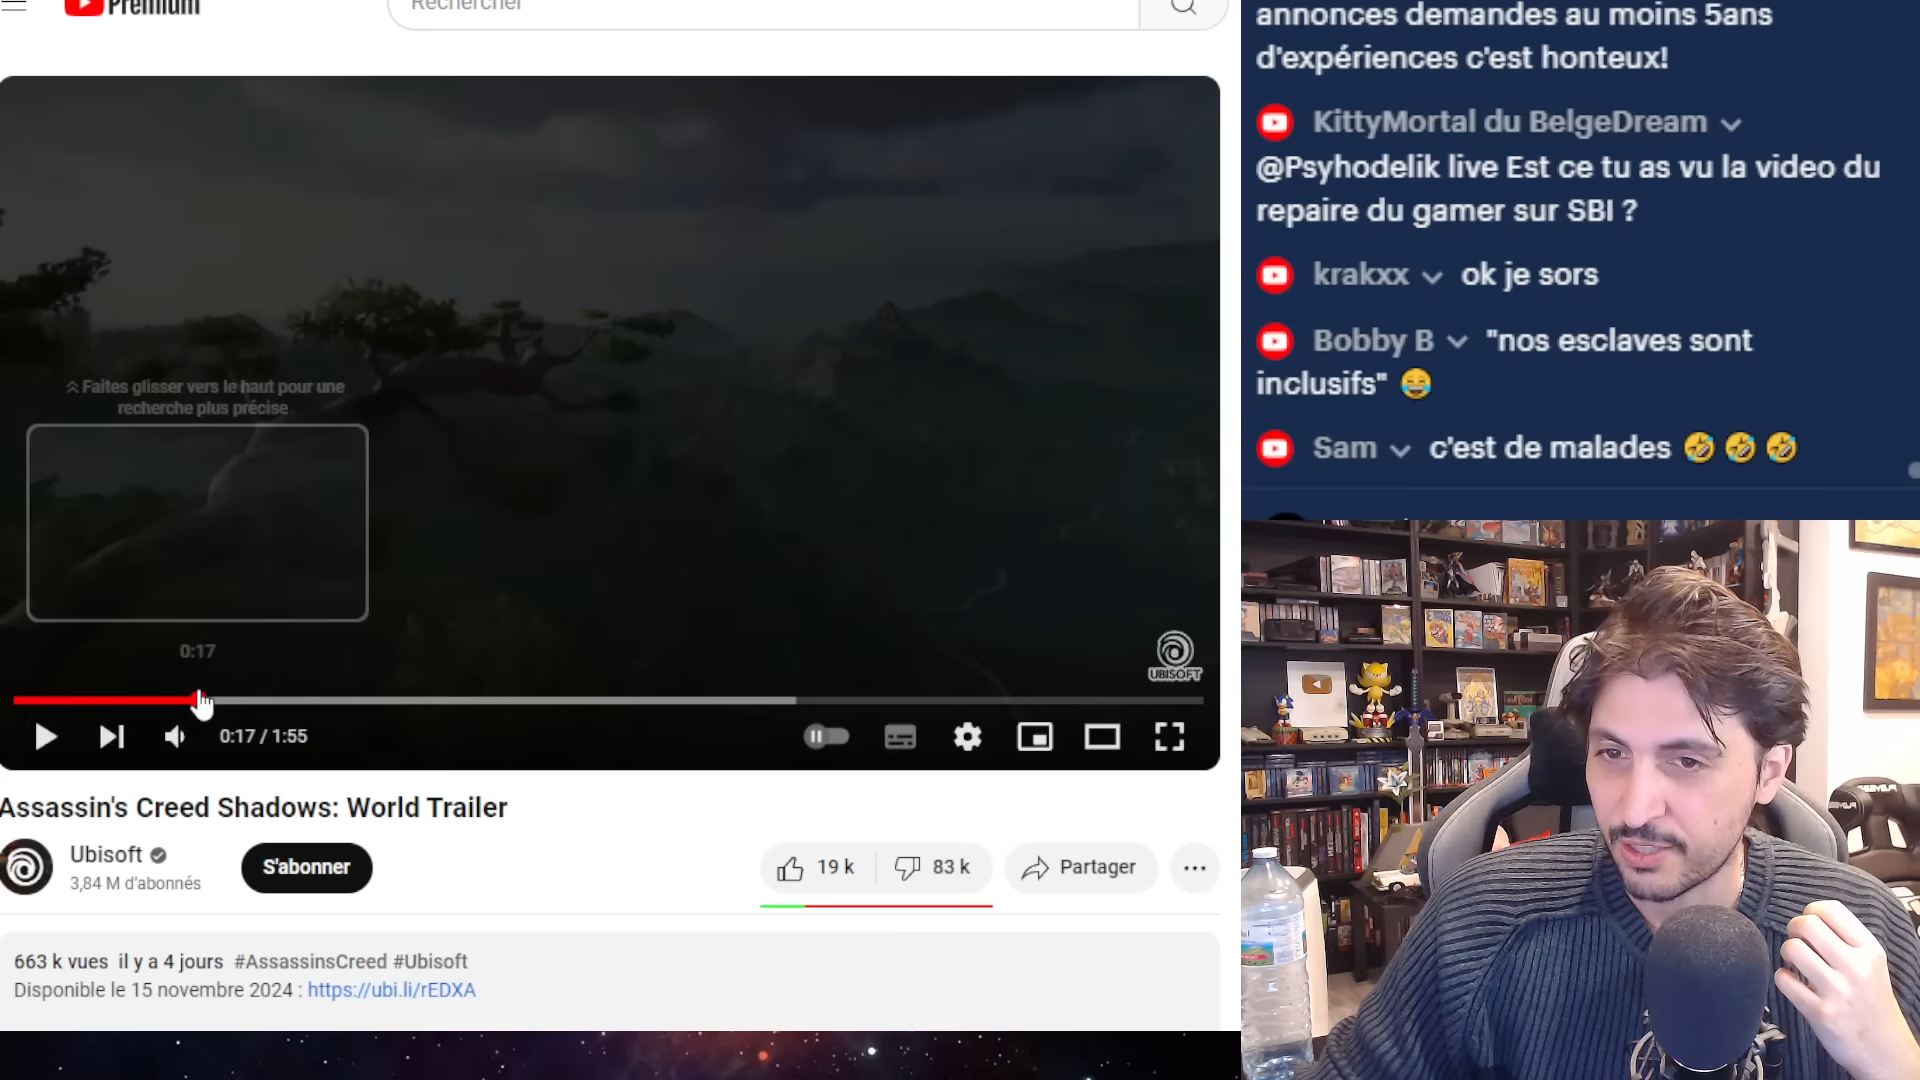 Premium
Rechercher
Faites glisser vers le haut pour une
recherche plus précise
0:17
UBISOFT
0:17 / 1:55
Assassin's Creed Shadows: World Trailer
Ubisoft
3,84 M d'abonnés
S'abonner
19 k
83 k
Partager
663 k vues il y a 4 jours #AssassinsCreed #Ubisoft
Disponible le 15 novembre 2024 : https://ubi.li/rEDXA
annonces demandes au moins 5ans
d'expériences c'est honteux!
KittyMortal du BelgeDream
@Psyhodelik live Est ce tu as vu la video du
repaire du gamer sur SBI ?
krakxx ok je sors
Bobby B "nos esclaves sont
inclusifs" 😂
Sam c'est de malades 🤣 🤣 🤣